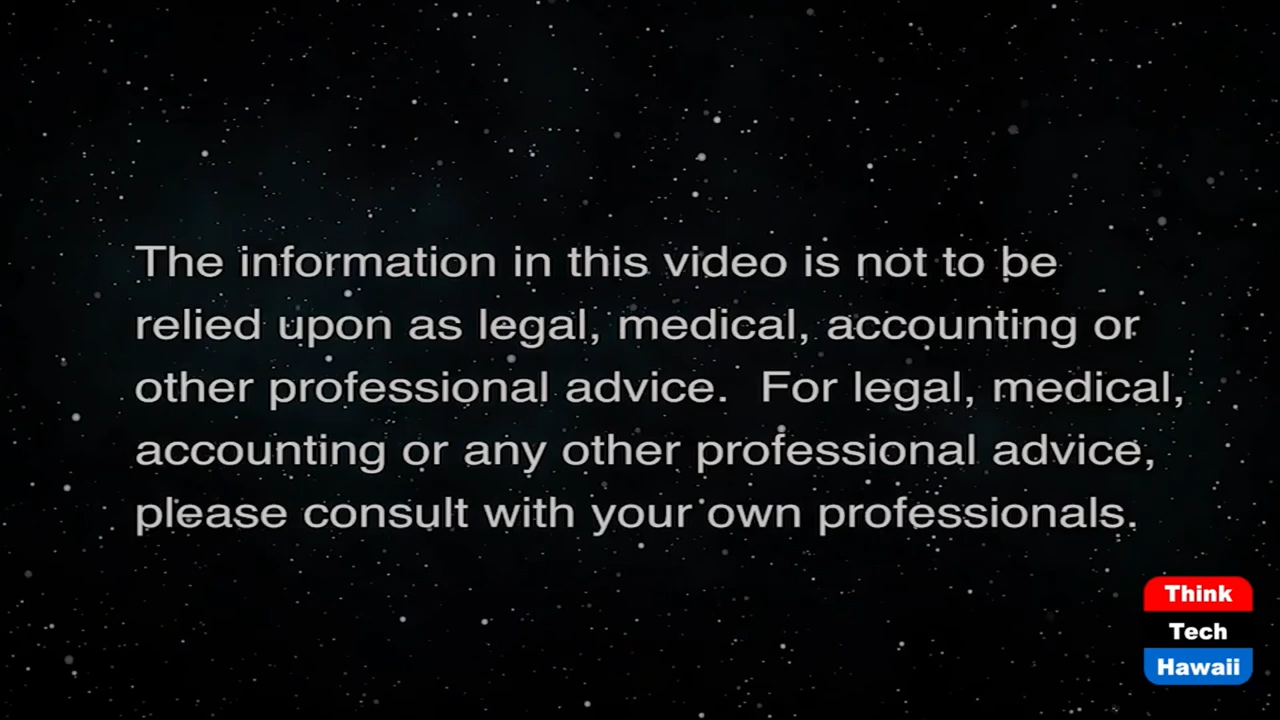 The information in this video is not to be
relied upon as legal, medical, accounting or
other professional advice.  For legal, medical,
accounting or any other professional advice,
please consult with your own professionals.
Think
Tech
Hawaii